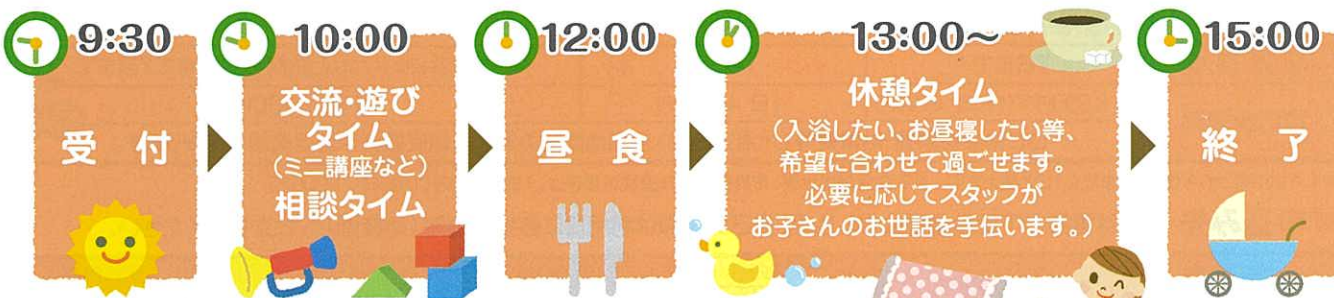 9:30
受 付
10:00
交流・遊び
タイム
（ミニ講座など）
相談タイム
12:00
昼 食
13:00〜
休憩タイム
（入浴したい、お昼寝したい等、
希望に合わせて過ごせます。
必要に応じてスタッフが
お子さんのお世話を手伝います。）
15:00
終 了